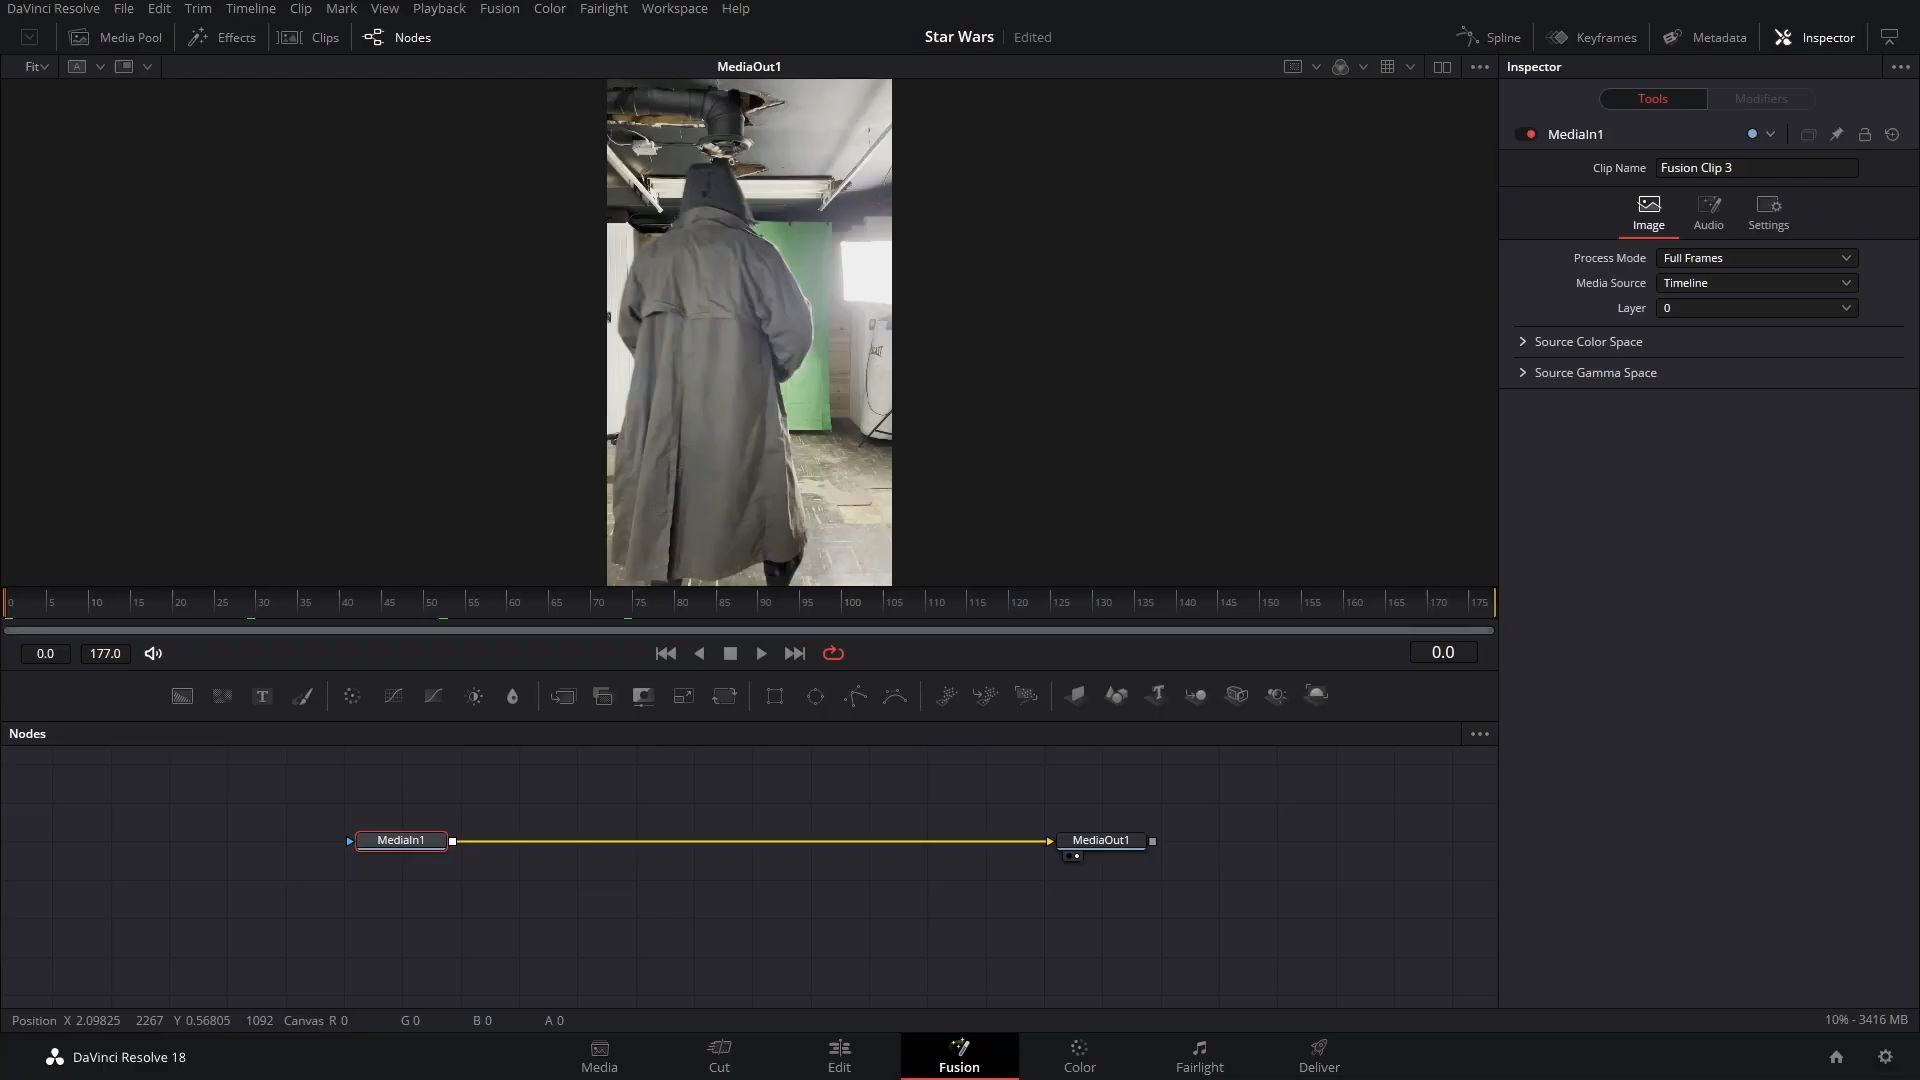 DaVinci Resolve File Edit Trim Timeline Clip Mark View Playback Fusion Color Fairlight Workspace Help
Media Pool Effects Clips Nodes Star Wars Edited Spline Keyframes Metadata Inspector
Fit A MediaOut1 Inspector
Tools Modifiers
MediaIn1
Clip Name Fusion Clip 3
Image Audio Settings
Process Mode Full Frames
Media Source Timeline
Layer 0
Source Color Space
Source Gamma Space
0 5 10 15 20 25 30 35 40 45 50 55 60 65 70 75 80 85 90 95 100 105 110 115 120 125 130 135 140 145 150 155 160 165 170 175
0.0 177.0 0.0
T T
Nodes
MediaIn1 MediaOut1
Position X 2.09825 2267 Y 0.56805 1092 Canvas R 0 G 0 B 0 A 0 10% - 3416 MB
DaVinci Resolve 18 Media Cut Edit Fusion Color Fairlight Deliver